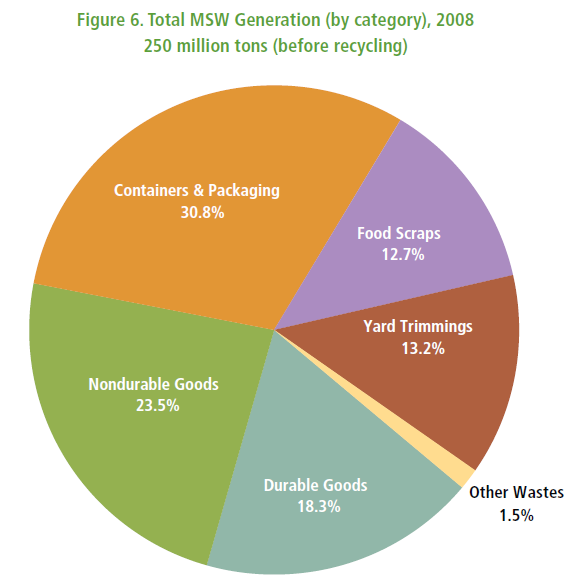 Figure 6. Total MSW Generation (by category), 2008
250 million tons (before recycling)
Containers & Packaging
30.8%
Food Scraps
12.7%
Yard Trimmings
13.2%
Nondurable Goods
23.5%
Durable Goods
18.3%
Other Wastes
1.5%